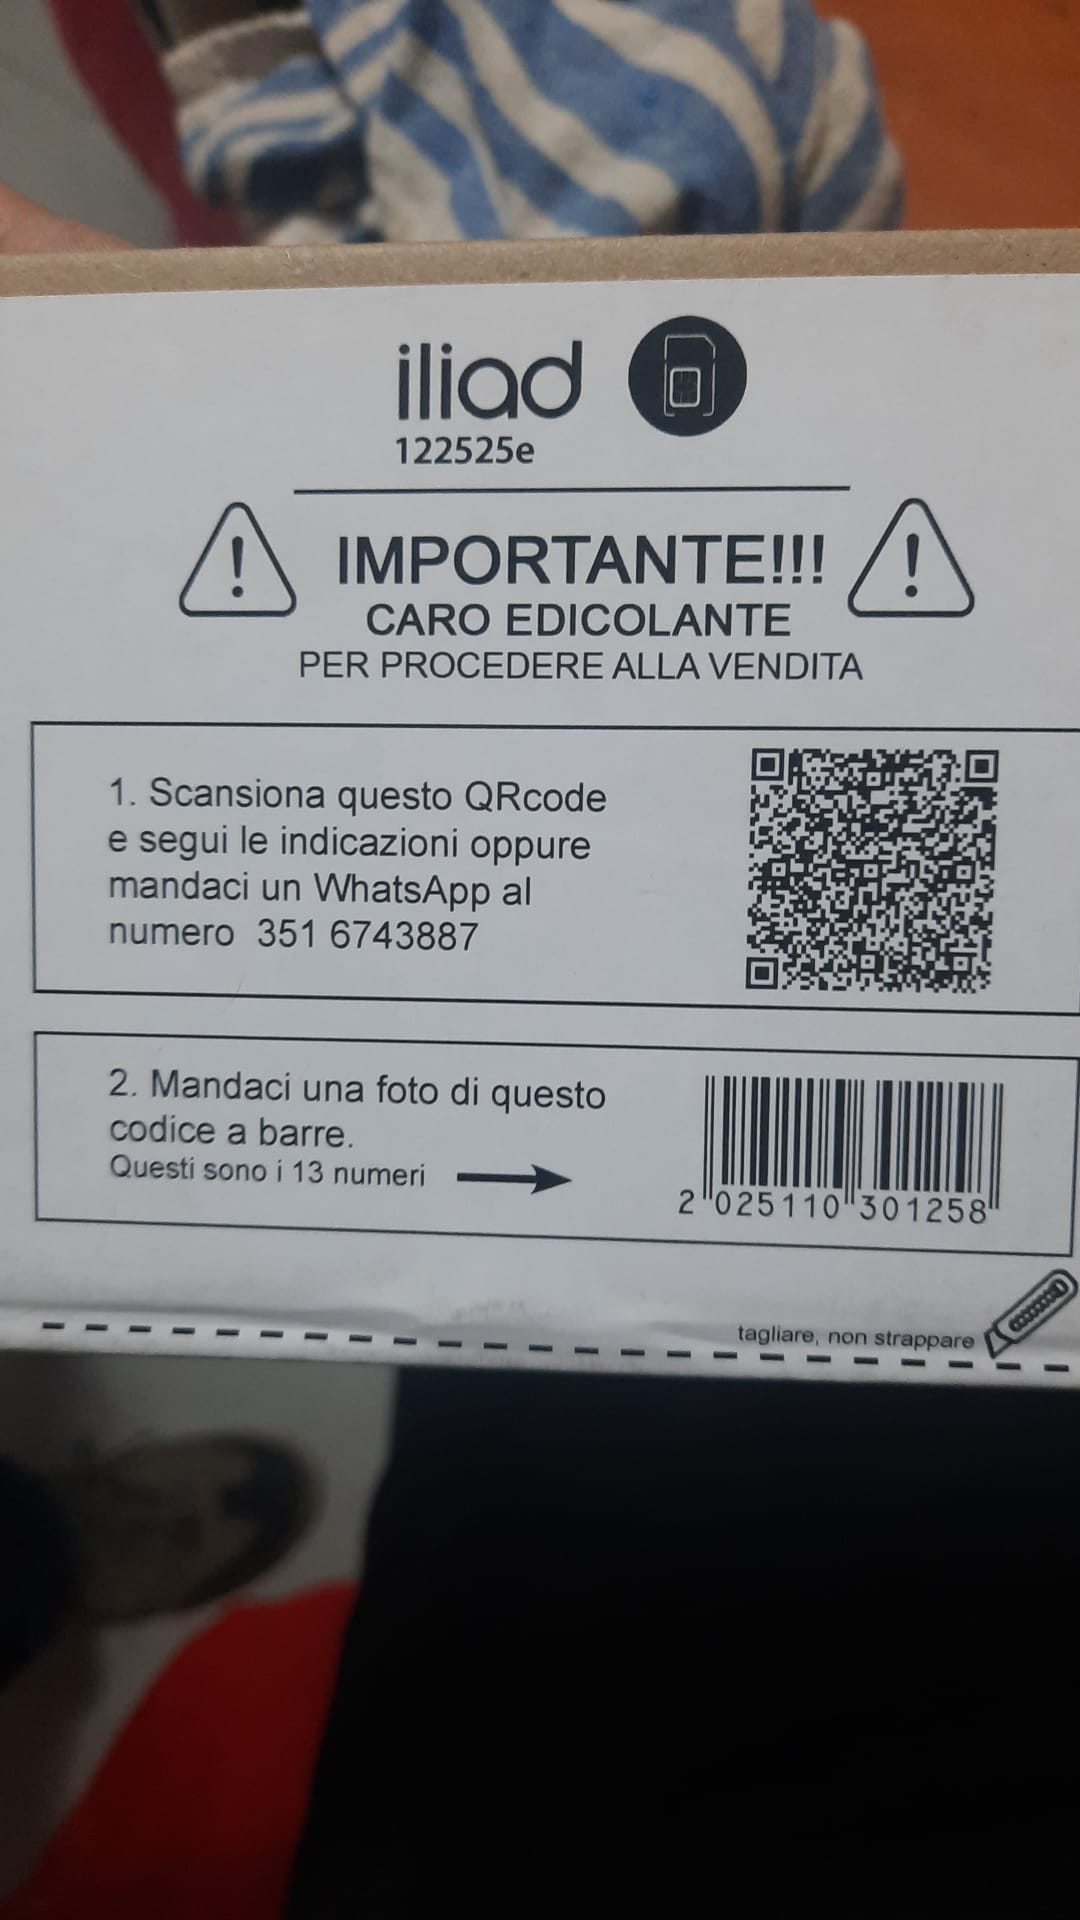 iliad
122525e
IMPORTANTE!!!
CARO EDICOLANTE
PER PROCEDERE ALLA VENDITA
1. Scansiona questo QRcode
e segui le indicazioni oppure
mandaci un WhatsApp al
numero 351 6743887
2. Mandaci una foto di questo
codice a barre.
Questi sono i 13 numeri
2 025110 301258
tagliare, non strappare